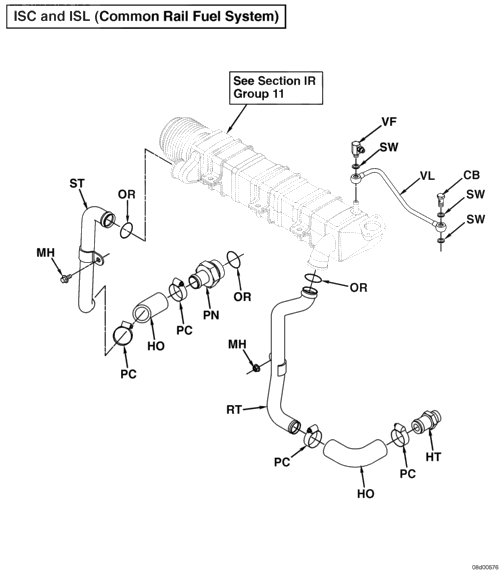 ISC and ISL (Common Rail Fuel System)
See Section IR
Group 11
VF
SW
VL
CB
SW
SW
ST
OR
MH
OR
PN
PC
HO
PC
OR
MH
RT
PC
HO
PC
HT
08d00676